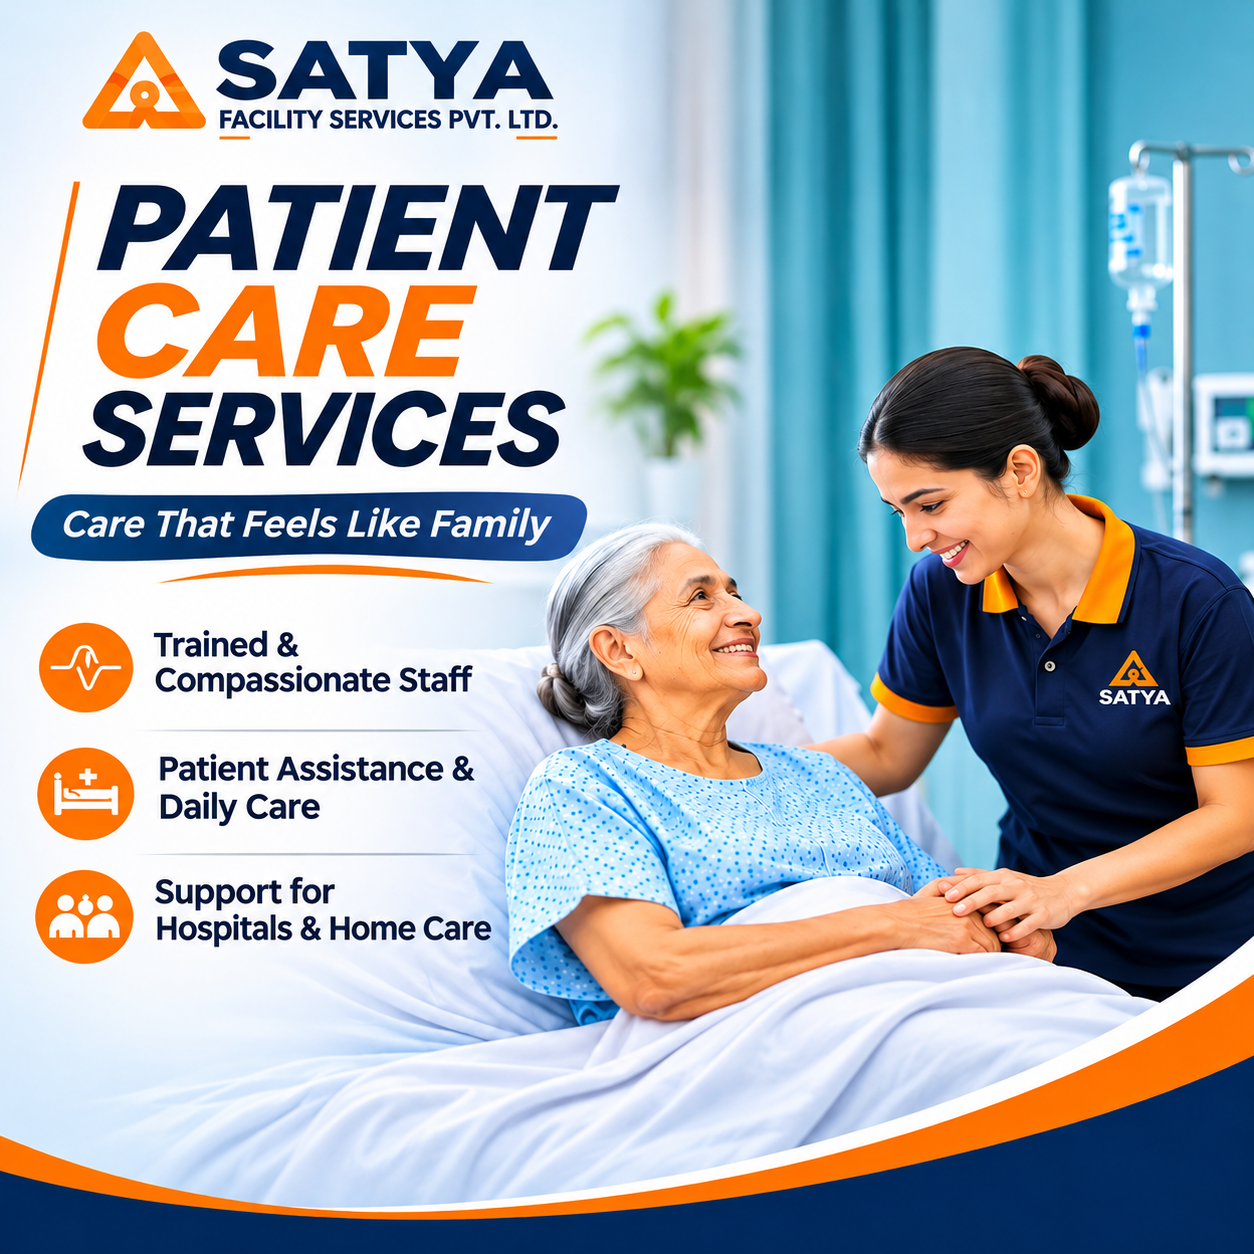 SATYA
FACILITY SERVICES PVT. LTD.
PATIENT
CARE
SERVICES
Care That Feels Like Family
Trained &
Compassionate Staff
Patient Assistance &
Daily Care
Support for
Hospitals & Home Care
SATYA